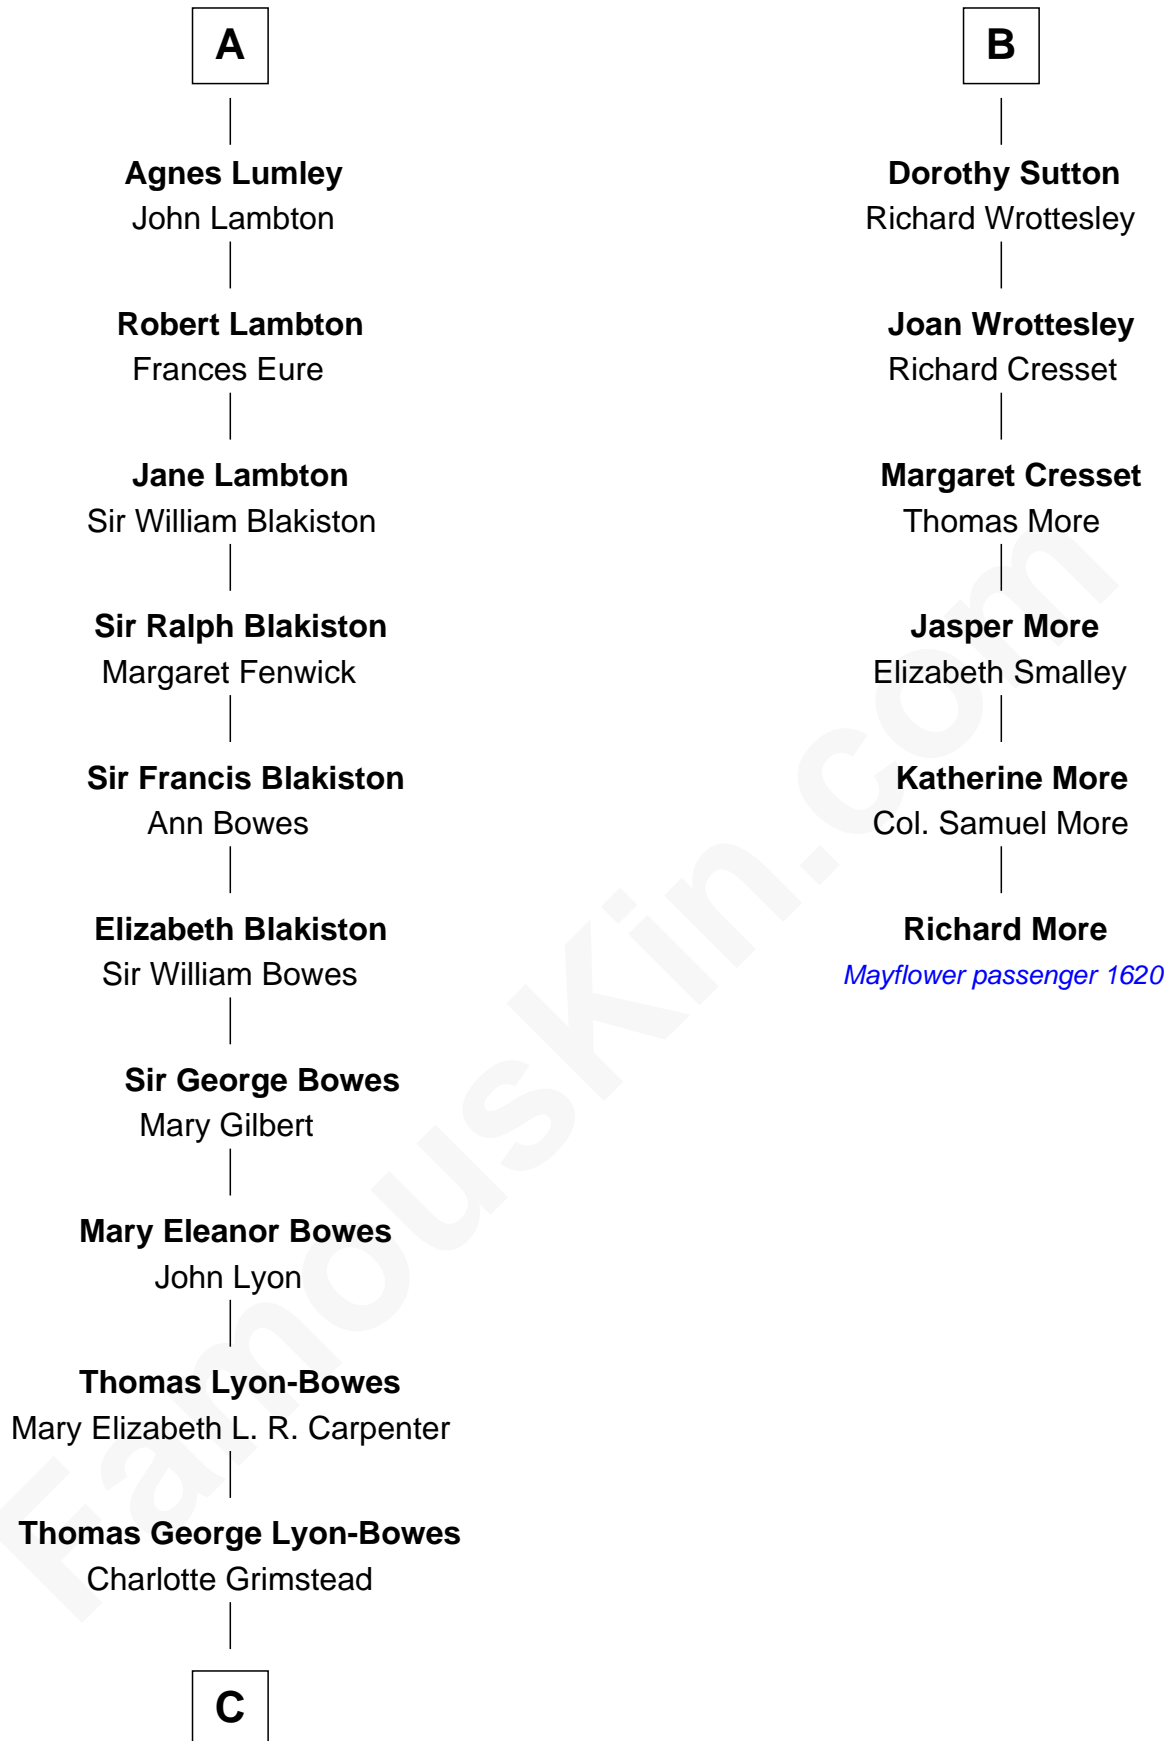 A
Agnes Lumley
John Lambton
Robert Lambton
Frances Eure
Jane Lambton
Sir William Blakiston
Sir Ralph Blakiston
Margaret Fenwick
Sir Francis Blakiston
Ann Bowes
Elizabeth Blakiston
Sir William Bowes
Sir George Bowes
Mary Gilbert
Mary Eleanor Bowes
John Lyon
Thomas Lyon-Bowes
Mary Elizabeth L. R. Carpenter
Thomas George Lyon-Bowes
Charlotte Grimstead
C
B
Dorothy Sutton
Richard Wrottesley
Joan Wrottesley
Richard Cresset
Margaret Cresset
Thomas More
Jasper More
Elizabeth Smalley
Katherine More
Col. Samuel More
Richard More
Mayflower passenger 1620
FamousKin.com